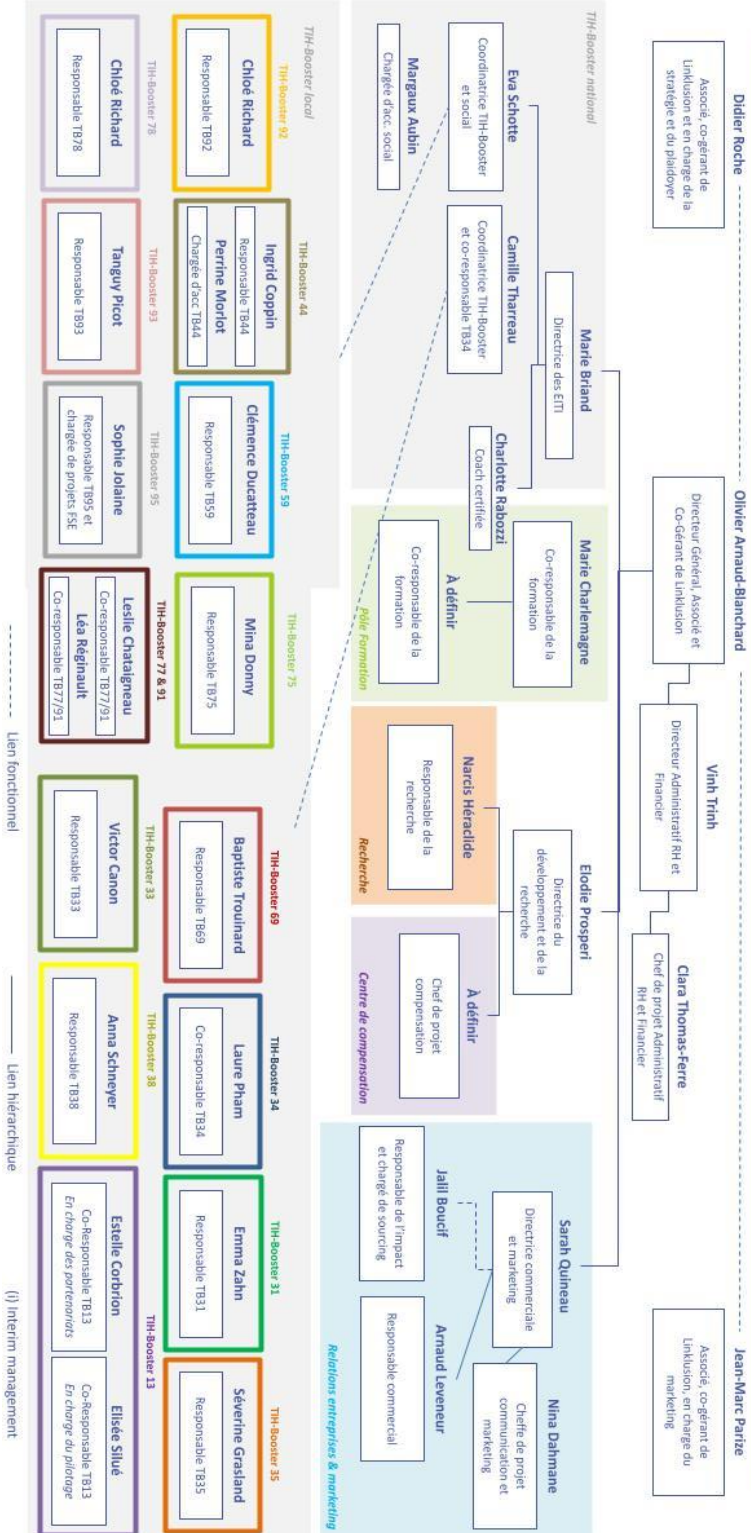 Didier Roche
Associé, co-gérant de
Linklusion et en charge de la
stratégie et du plaidoyer
Olivier Arnaud-Blanchard
Directeur Général, Associé et
Co-Gérant de Linklusion
Vinh Trinh
Directeur Administratif RH et
Financier
Clara Thomas-Ferre
Chef de projet Administratif
RH et Financier
Jean-Marc Parize
Associé, co-gérant de
Linklusion, en charge du
marketing
TIH-Booster national
Marie Briand
Directrice des EITI
Eva Schotte
Coordinatrice TIH-Booster
et social
Camille Tharreau
Coordinatrice TIH-Booster
et co-responsable TB34
Charlotte Rabozzi
Coach certifiée
Margaux Aubin
Chargée d'acc. social
Marie Charlemagne
Co-responsable de la
formation
À définir
Co-responsable de la
formation
Pôle Formation
Elodie Prosperi
Directrice du
développement et de la
recherche
Narcis Héraclide
Responsable de la
recherche
Recherche
À définir
Chef de projet
compensation
Centre de compensation
Sarah Quineau
Directrice commerciale
et marketing
Nina Dahmane
Cheffe de projet
communication et
marketing
Jalil Boucif
Responsable de l'impact
et chargé de sourcing
Arnaud Leveneur
Responsable commercial
Relations entreprises & marketing
TIH-Booster local
TIH-Booster 92
Chloé Richard
Responsable TB92
TIH-Booster 44
Ingrid Coppin
Responsable TB44
Perrine Morlot
Chargée d'acc TB44
TIH-Booster 59
Clémence Ducatteau
Responsable TB59
TIH-Booster 75
Mina Donny
Responsable TB75
TIH-Booster 69
Baptiste Trouinard
Responsable TB69
TIH-Booster 34
Laure Pham
Co-responsable TB34
TIH-Booster 31
Emma Zahn
Responsable TB31
TIH-Booster 35
Séverine Grasland
Responsable TB35
TIH-Booster 78
Chloé Richard
Responsable TB78
TIH-Booster 93
Tanguy Picot
Responsable TB93
TIH-Booster 95
Sophie Jolaine
Responsable TB95 et
chargée de projets FSE
TIH-Booster 77 & 91
Leslie Chataigneau
Co-responsable TB77/91
Léa Réginault
Co-responsable TB77/91
TIH-Booster 33
Victor Canon
Responsable TB33
TIH-Booster 38
Anna Schneyer
Responsable TB38
TIH-Booster 13
Estelle Corbrion
Co-Responsable TB13
En charge des partenariats
Elisée Silué
Co-Responsable TB13
En charge du pilotage
Lien fonctionnel
Lien hiérarchique
(i) Interim management